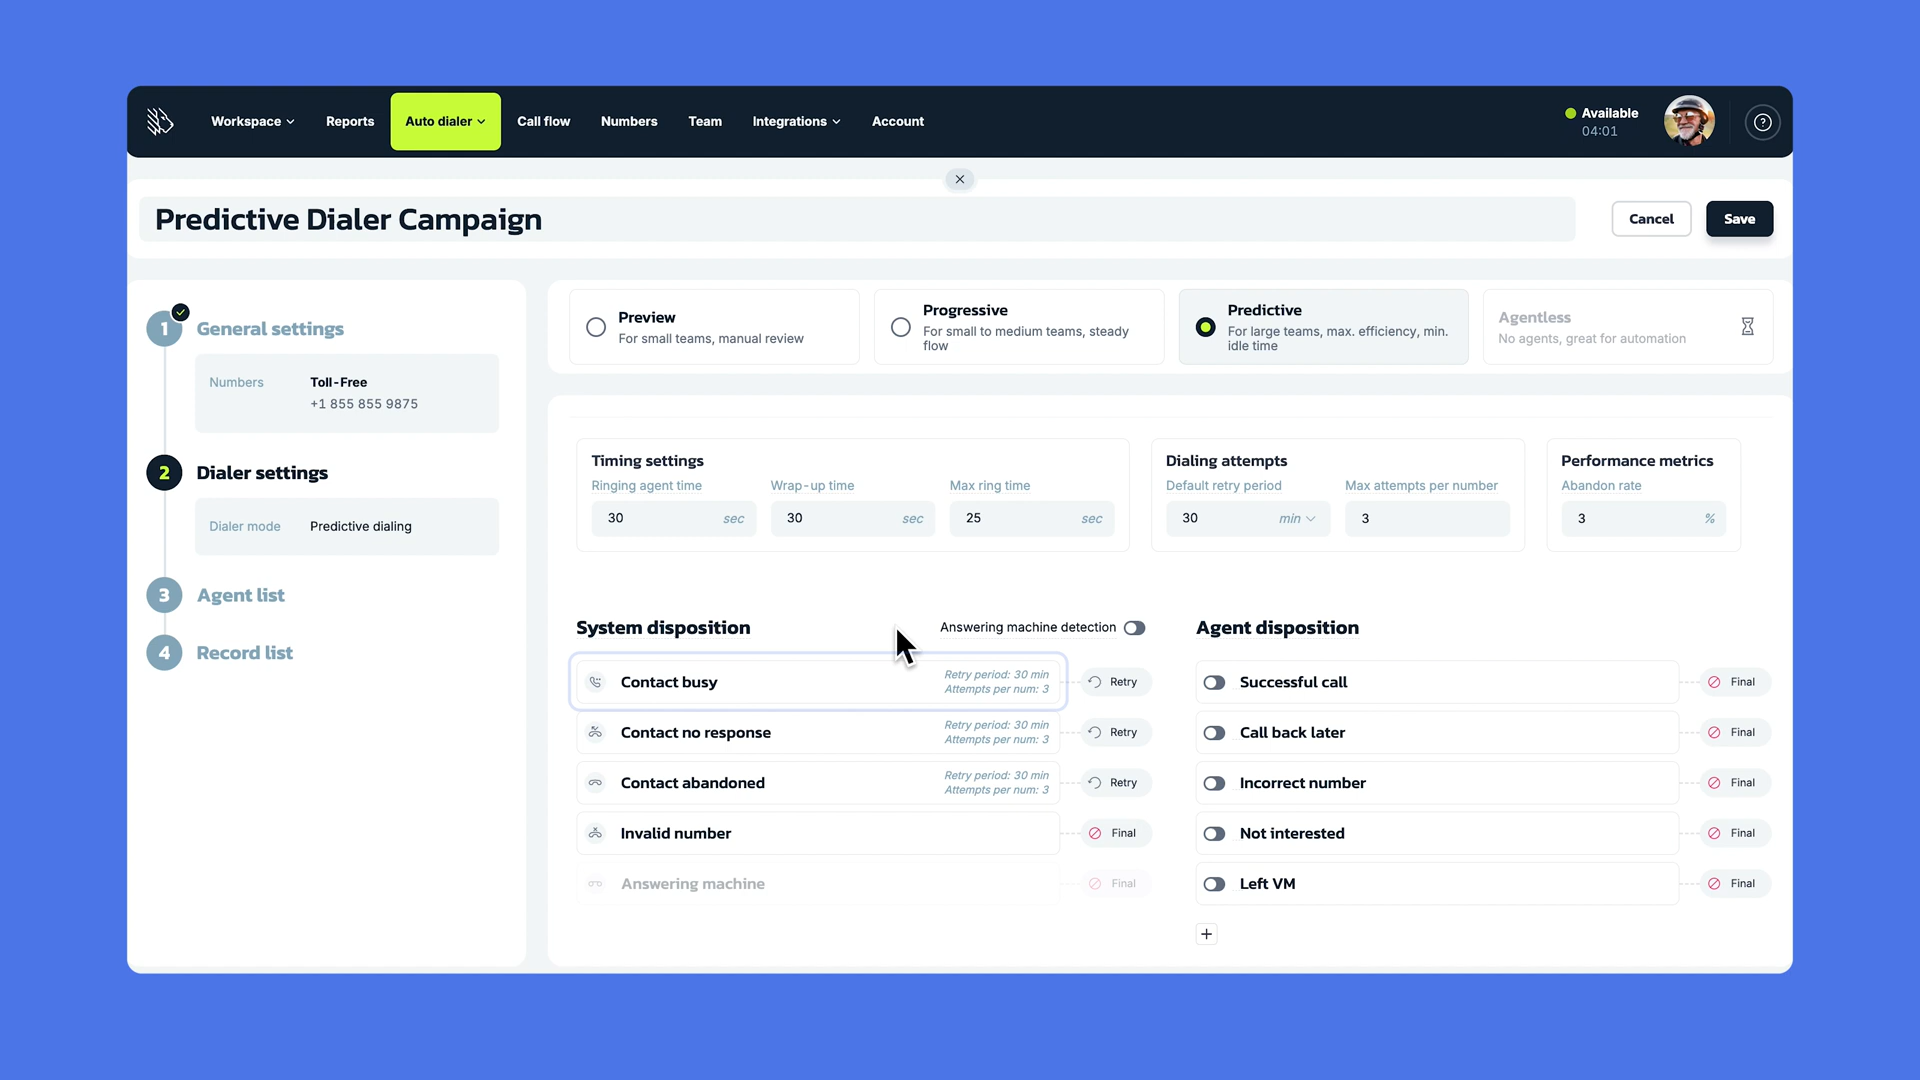 Workspace
Reports
Auto dialer
Call flow
Numbers
Team
Integrations
Account
Available
04:01
?
Predictive Dialer Campaign
Cancel
Save
1
General settings
Numbers
Toll-Free
+1 855 855 9875
2
Dialer settings
Dialer mode
Predictive dialing
3
Agent list
4
Record list
Preview
For small teams, manual review
Progressive
For small to medium teams, steady
flow
Predictive
For large teams, max. efficiency, min.
idle time
Agentless
No agents, great for automation
Timing settings
Ringing agent time
30 sec
Wrap-up time
30 sec
Max ring time
25 sec
Dialing attempts
Default retry period
30 min
Max attempts per number
3
Performance metrics
Abandon rate
3 %
System disposition
Answering machine detection
Contact busy
Retry period: 30 min
Attempts per num: 3
Retry
Contact no response
Retry period: 30 min
Attempts per num: 3
Retry
Contact abandoned
Retry period: 30 min
Attempts per num: 3
Retry
Invalid number
Final
Answering machine
Final
Agent disposition
Successful call
Final
Call back later
Final
Incorrect number
Final
Not interested
Final
Left VM
Final